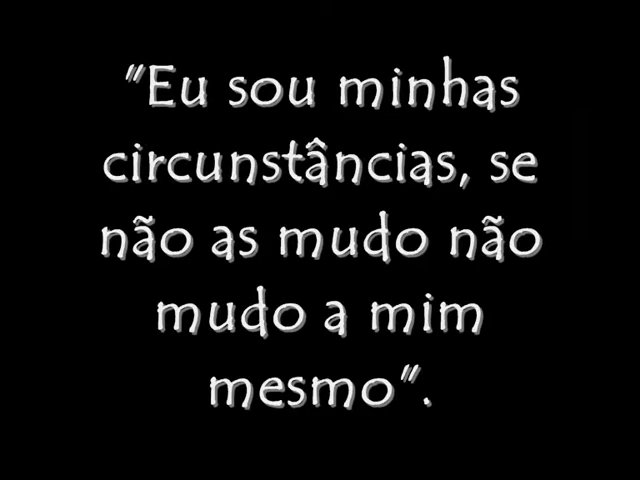 "Eu sou minhas
circunstâncias, se
não as mudo não
mudo a mim
mesmo".